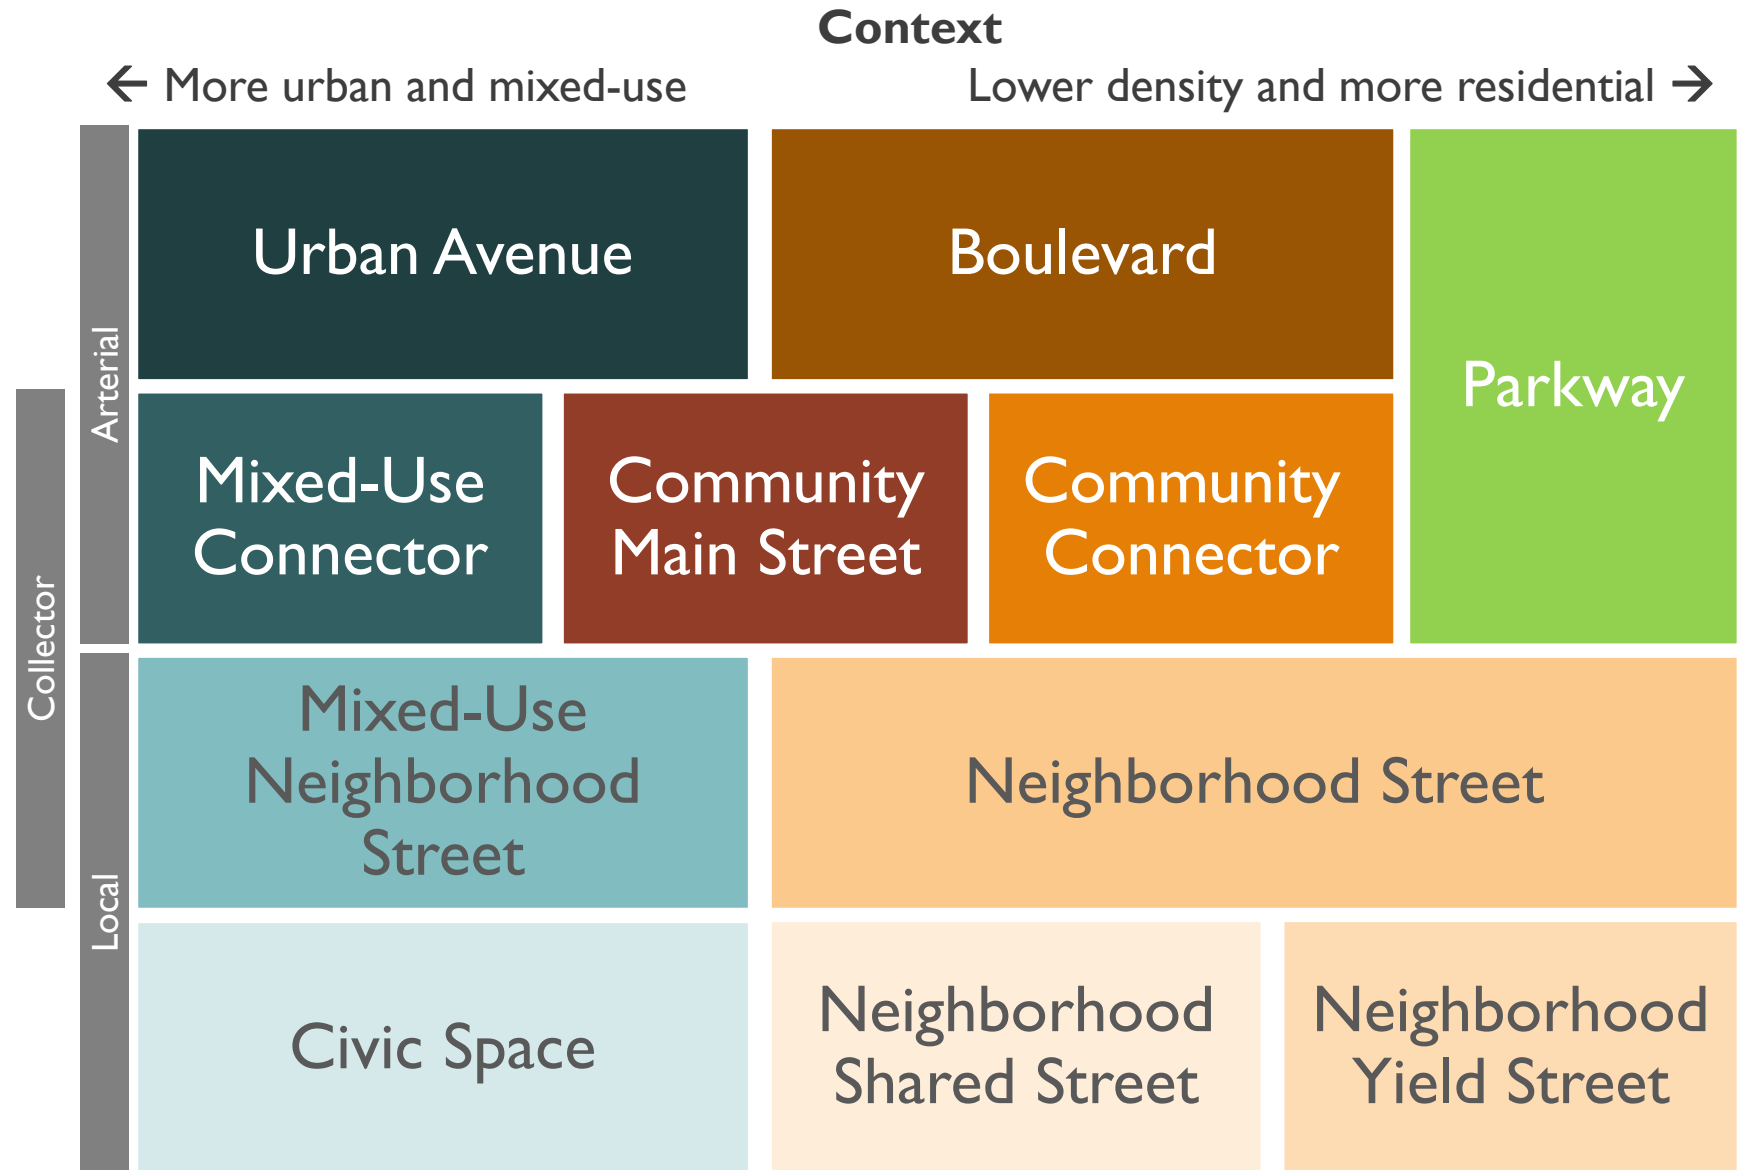 Context
← More urban and mixed-use
Lower density and more residential →
Arterial
Collector
Local
Urban Avenue
Boulevard
Parkway
Mixed-Use
Connector
Community
Main Street
Community
Connector
Mixed-Use
Neighborhood
Street
Neighborhood Street
Civic Space
Neighborhood
Shared Street
Neighborhood
Yield Street